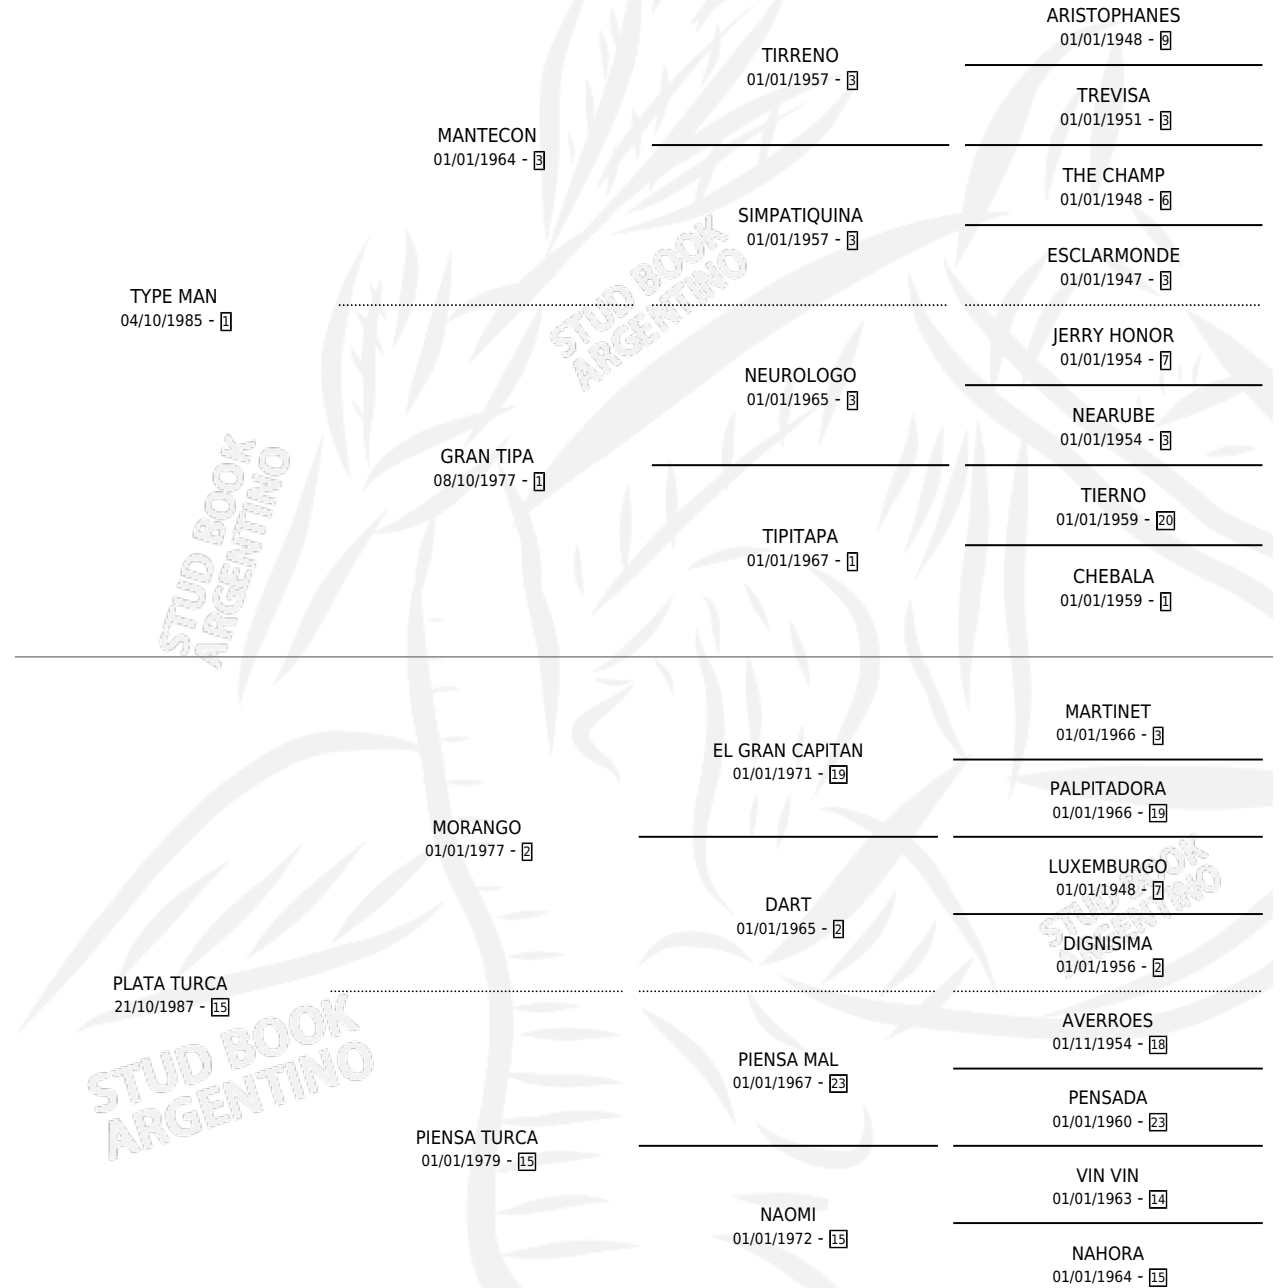 ARISTOPHANES
01/01/1948 - 9
TIRRENO
01/01/1957 - 3
TREVISA
01/01/1951 - 3
MANTECON
01/01/1964 - 3
THE CHAMP
01/01/1948 - 6
SIMPATIQUINA
01/01/1957 - 3
ESCLARMONDE
01/01/1947 - 3
STUD BOOK
ARGENTINO
TYPE MAN
04/10/1985 - 1
JERRY HONOR
01/01/1954 - 7
NEUROLOGO
01/01/1965 - 3
NEARUBE
01/01/1954 - 3
GRAN TIPA
08/10/1977 - 1
TIERNO
01/01/1959 - 20
TIPITAPA
01/01/1967 - 1
CHEBALA
01/01/1959 - 1
STUD BOOK
ARGENTINO
MARTINET
01/01/1966 - 3
EL GRAN CAPITAN
01/01/1971 - 19
PALPITADORA
01/01/1966 - 19
MORANGO
01/01/1977 - 2
LUXEMBURGO
01/01/1948 - 7
DART
01/01/1965 - 2
STUD BOOK
ARGENTINO
DIGNISIMA
01/01/1956 - 2
PLATA TURCA
21/10/1987 - 15
AVERROES
01/11/1954 - 18
PIENSA MAL
01/01/1967 - 23
STUD BOOK
ARGENTINO
PENSADA
01/01/1960 - 23
PIENSA TURCA
01/01/1979 - 15
VIN VIN
01/01/1963 - 14
NAOMI
01/01/1972 - 15
NAHORA
01/01/1964 - 15